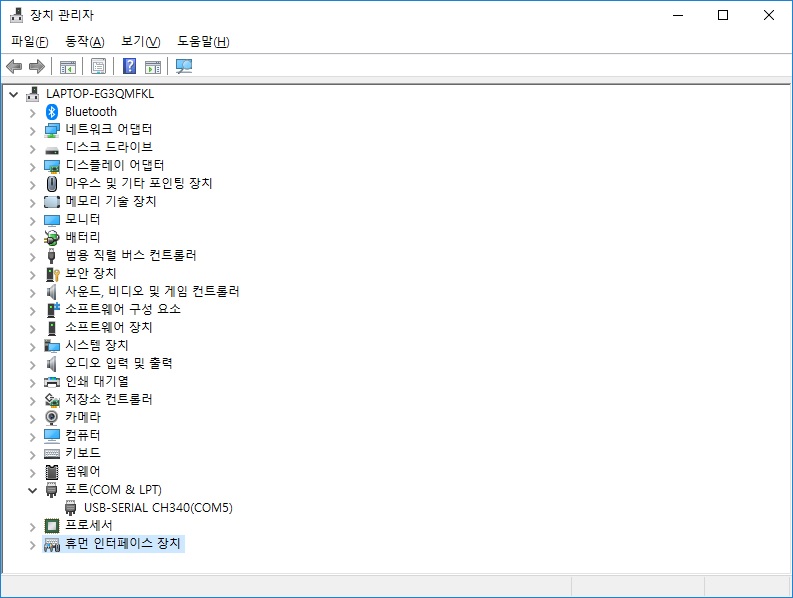 장치 관리자
파일(F) 동작(A) 보기(V) 도움말(H)
LAPTOP-EG3QMFKL
Bluetooth
네트워크 어댑터
디스크 드라이브
디스플레이 어댑터
마우스 및 기타 포인팅 장치
메모리 기술 장치
모니터
배터리
범용 직렬 버스 컨트롤러
보안 장치
사운드, 비디오 및 게임 컨트롤러
소프트웨어 구성 요소
소프트웨어 장치
시스템 장치
오디오 입력 및 출력
인쇄 대기열
저장소 컨트롤러
카메라
컴퓨터
키보드
펌웨어
포트(COM & LPT)
USB-SERIAL CH340(COM5)
프로세서
휴먼 인터페이스 장치